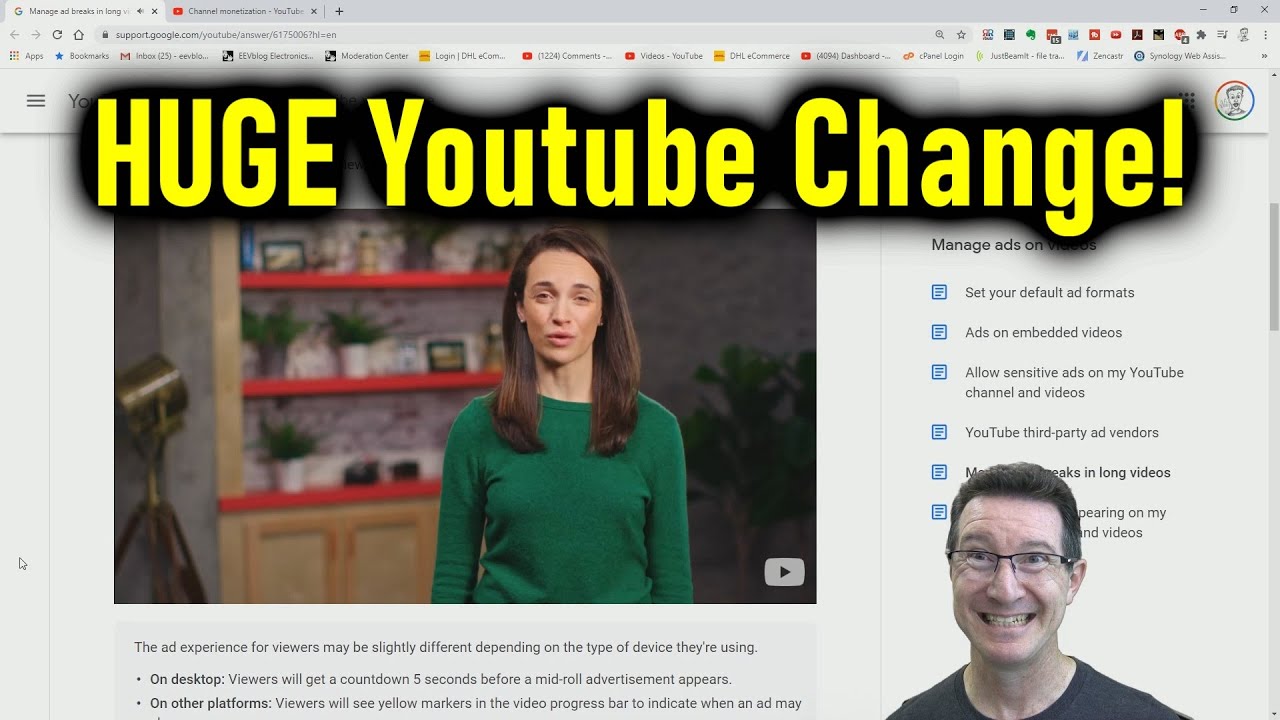 Manage ad breaks in long vi
Channel monetization - YouTube
support.google.com/youtube/answer/6175006?hl=en
Apps
Bookmarks
Inbox (25) - eevblo...
EEVblog Electronics...
Moderation Center
Login | DHL.com...
(1224) Comments -...
Videos - YouTube
DHL eCommerce
(4094) Dashboard -...
cPanel Login
JustBeamIt - file tra...
Zencastr
Synology Web Assis...
HUGE Youtube Change!
Manage ads on videos
Set your default ad formats
Ads on embedded videos
Allow sensitive ads on my YouTube
channel and videos
YouTube third-party ad vendors
breaks in long videos
pearing on my
and videos
The ad experience for viewers may be slightly different depending on the type of device they're using.
• On desktop: Viewers will get a countdown 5 seconds before a mid-roll advertisement appears.
• On other platforms: Viewers will see yellow markers in the video progress bar to indicate when an ad may